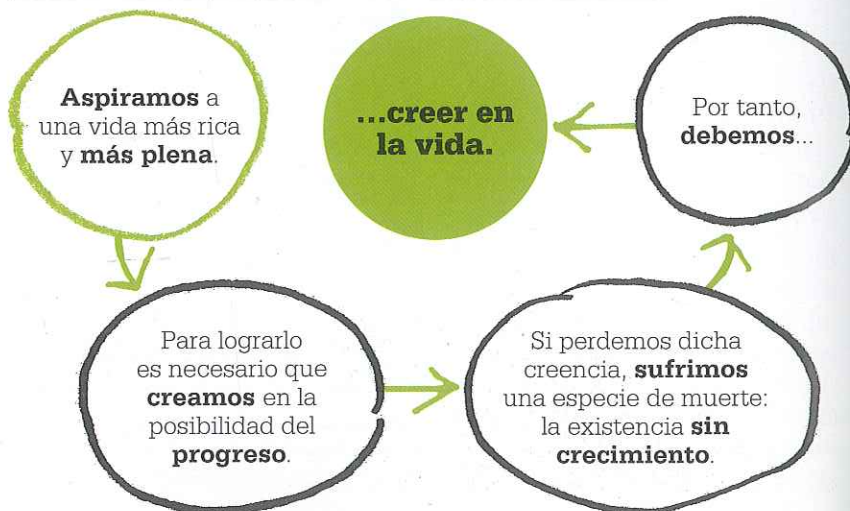 Aspiramos a
una vida más rica
y más plena.
Para lograrlo
es necesario que
creamos en la
posibilidad del
progreso.
Si perdemos dicha
creencia, sufrimos
una especie de muerte:
la existencia sin
crecimiento.
Por tanto,
debemos...
...creer en
la vida.